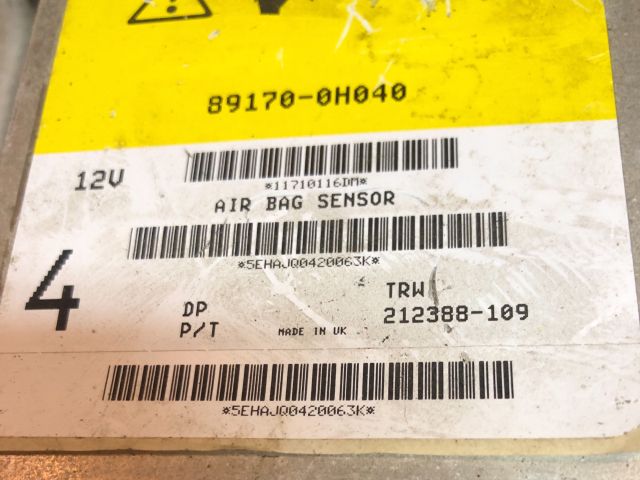 89170-0H040
12V
*11710116DM*
AIR BAG SENSOR
*5EHAJQ0420063K*
4
DP
P/T
MADE IN UK
TRW
212388-109
*5EHAJQ0420063K*